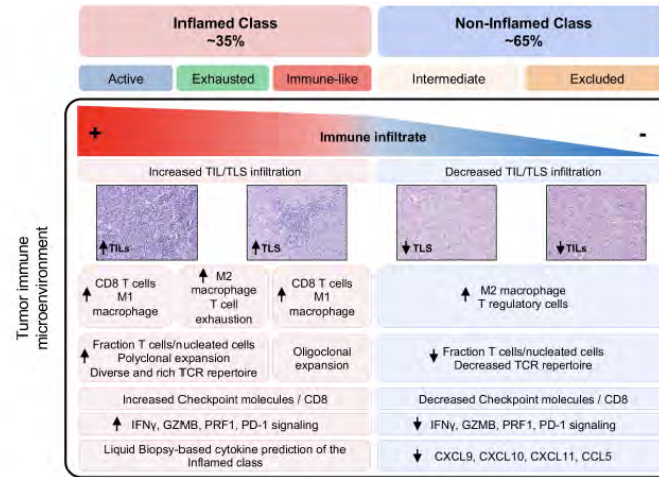 Inflamed Class
~35%
Non-Inflamed Class
~65%
Active
Exhausted
Immune-like
Intermediate
Excluded
+
Immune infiltrate
-
Tumor immune
microenvironment
Increased TIL/TLS infiltration
Decreased TIL/TLS infiltration
TILs
TLS
TLS
TILs
CD8 T cells
M1
macrophage
M2
macrophage
T cell
exhaustion
CD8 T cells
M1
macrophage
M2 macrophage
T regulatory cells
Fraction T cells/nucleated cells
Polyclonal expansion
Diverse and rich TCR repertoire
Oligoclonal
expansion
Fraction T cells/nucleated cells
Decreased TCR repertoire
Increased Checkpoint molecules / CD8
Decreased Checkpoint molecules / CD8
IFNγ, GZMB, PRF1, PD-1 signaling
IFNγ, GZMB, PRF1, PD-1 signaling
Liquid Biopsy-based cytokine prediction of the
Inflamed class
CXCL9, CXCL10, CXCL11, CCL5